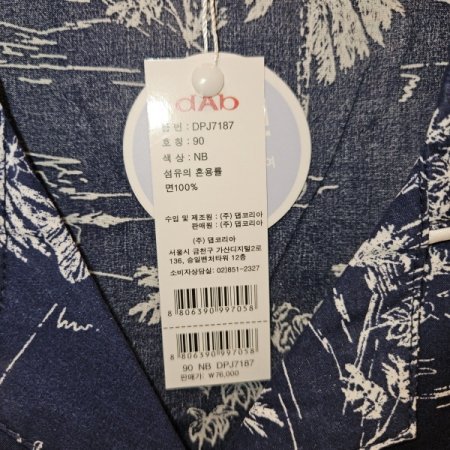 dAb
품 번 : DPJ7187
호 칭 : 90
색 상 : NB
섬유의 혼용률
면100%
수입 및 제조원 : (주) 댑코리아
판매원 : (주) 댑코리아
(주) 댑코리아
서울시 금천구 가산디지털2로
136, 승일벤처타워 12층
소비자상담실: 02)851-2327
8 806390 997058
8 806390 997058
90 NB DPJ7187
판매가: ₩76,000